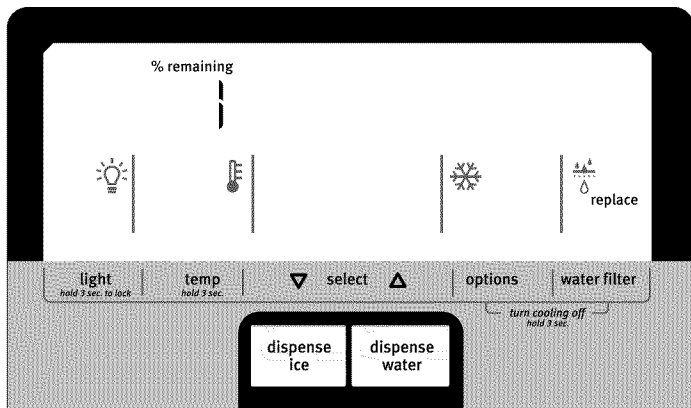 % remaining
1
replace
light temp select options water filter
hold 3 sec. to lock hold 3 sec.
turn cooling off
hold 3 sec.
dispense dispense
ice water